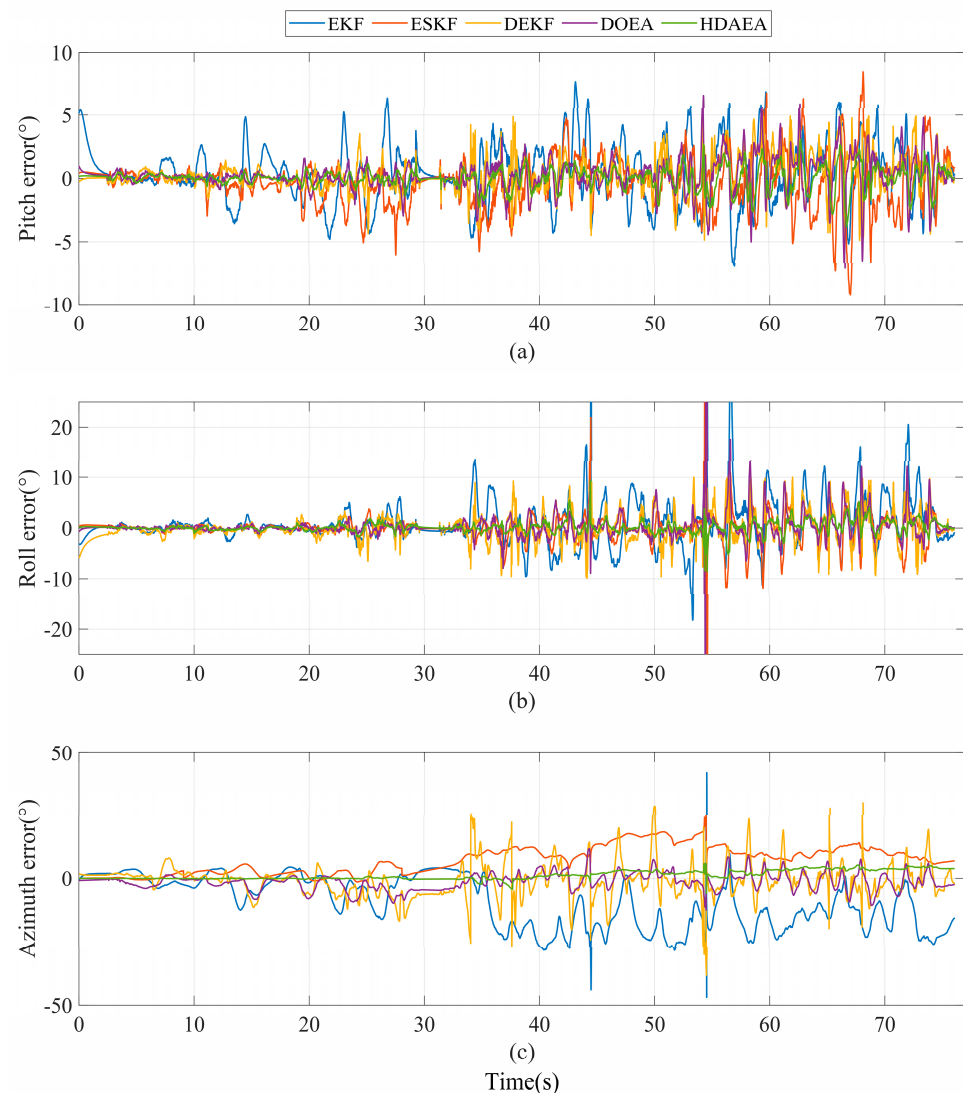 EKF ESKF DEKF DOEA HDAEA
10
5
0
-5
-10
Pitch error(°)
0 10 20 30 40 50 60 70
(a)
20
10
0
-10
-20
Roll error(°)
0 10 20 30 40 50 60 70
(b)
50
0
-50
Azimuth error(°)
0 10 20 30 40 50 60 70
(c)
Time(s)